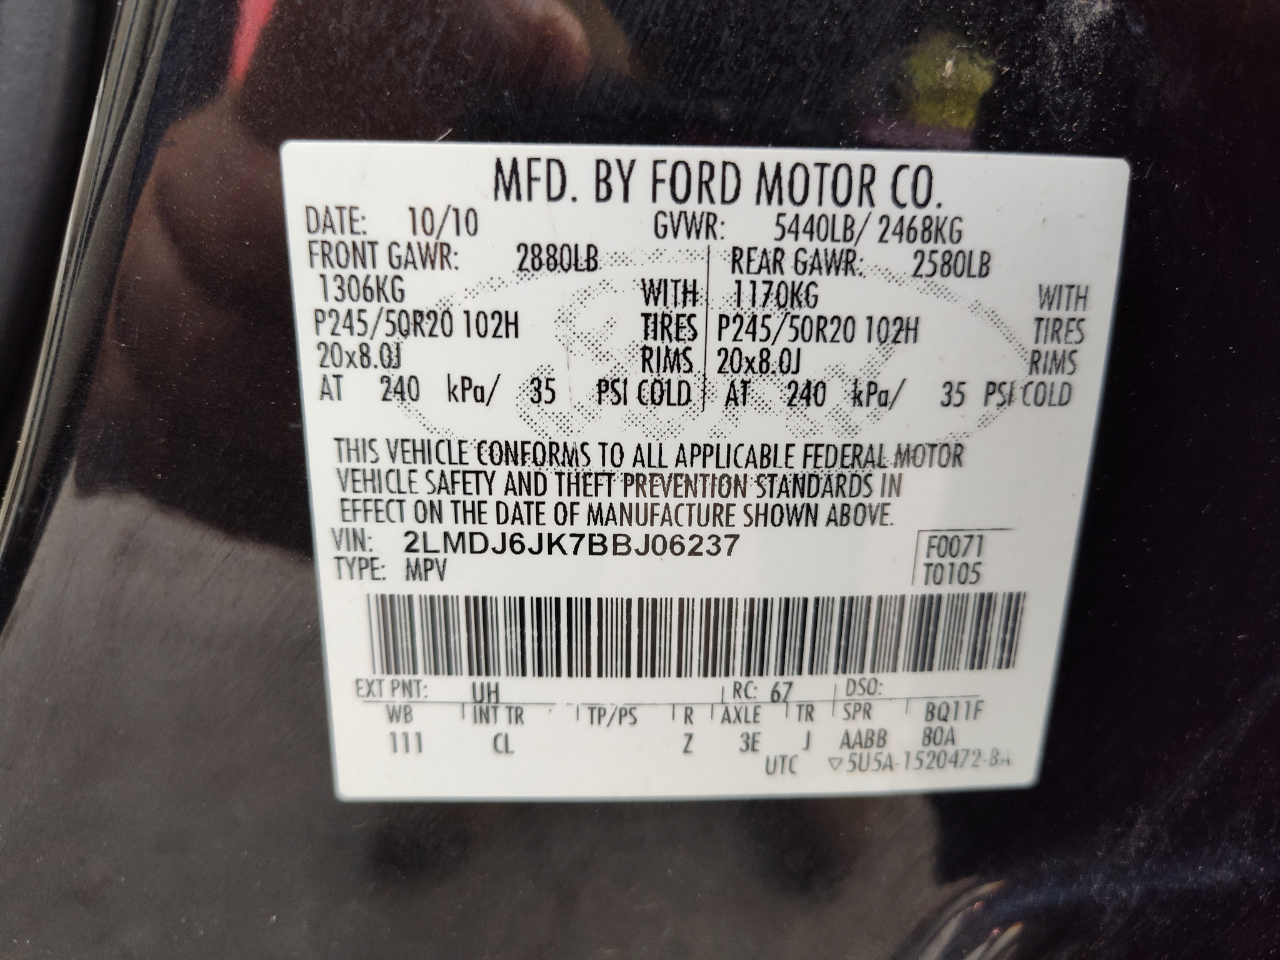 MFD. BY FORD MOTOR CO.
DATE: 10/10 GVWR: 5440LB/ 2468KG
FRONT GAWR: 2880LB REAR GAWR: 2580LB
1306KG WITH 1170KG WITH
P245/50R20 102H TIRES P245/50R20 102H TIRES
20x8.0J RIMS 20x8.0J RIMS
AT 240 kPa/ 35 PSI COLD AT 240 kPa/ 35 PSI COLD
THIS VEHICLE CONFORMS TO ALL APPLICABLE FEDERAL MOTOR
VEHICLE SAFETY AND THEFT PREVENTION STANDARDS IN
EFFECT ON THE DATE OF MANUFACTURE SHOWN ABOVE.
VIN: 2LMDJ6JK7BBJ06237 F0071
TYPE: MPV T0105
EXT PNT: UH RC: 67 DSO:
WB INT TR TP/PS R AXLE TR SPR BQ11F
111 CL Z 3E J AABB 80A
UTC ▽5U5A-1520472-BA